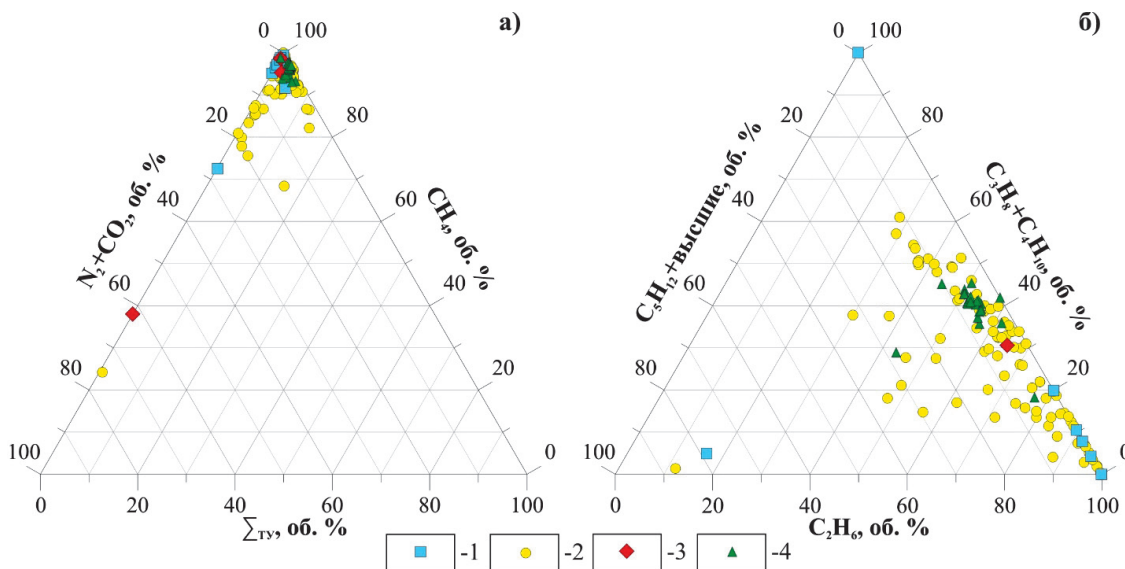 а)
0 100
20 80
40 60
60 40
80 20
100 0
N₂+CO₂, об. %
CH₄, об. %
0 20 40 60 80 100
∑ТУ, об. %
б)
0 100
20 80
40 60
60 40
80 20
100 0
C₅H₁₂+высшие, об. %
C₃H₈+C₄H₁₀, об. %
0 20 40 60 80 100
C₂H₆, об. %
-1 -2 -3 -4